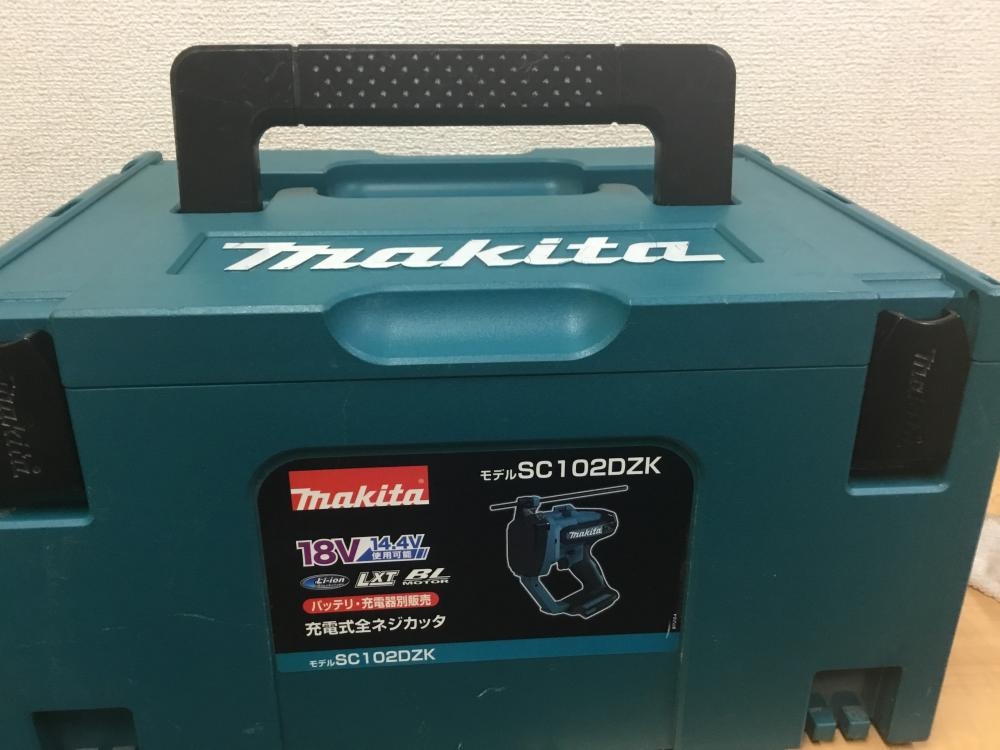 makita
makita
makita
makita
モデルSC102DZK
makita
18V 14.4V
使用可能
Li-ion LXT BL
MOTOR
バッテリ・充電器別販売
充電式全ネジカッタ
モデルSC102DZK